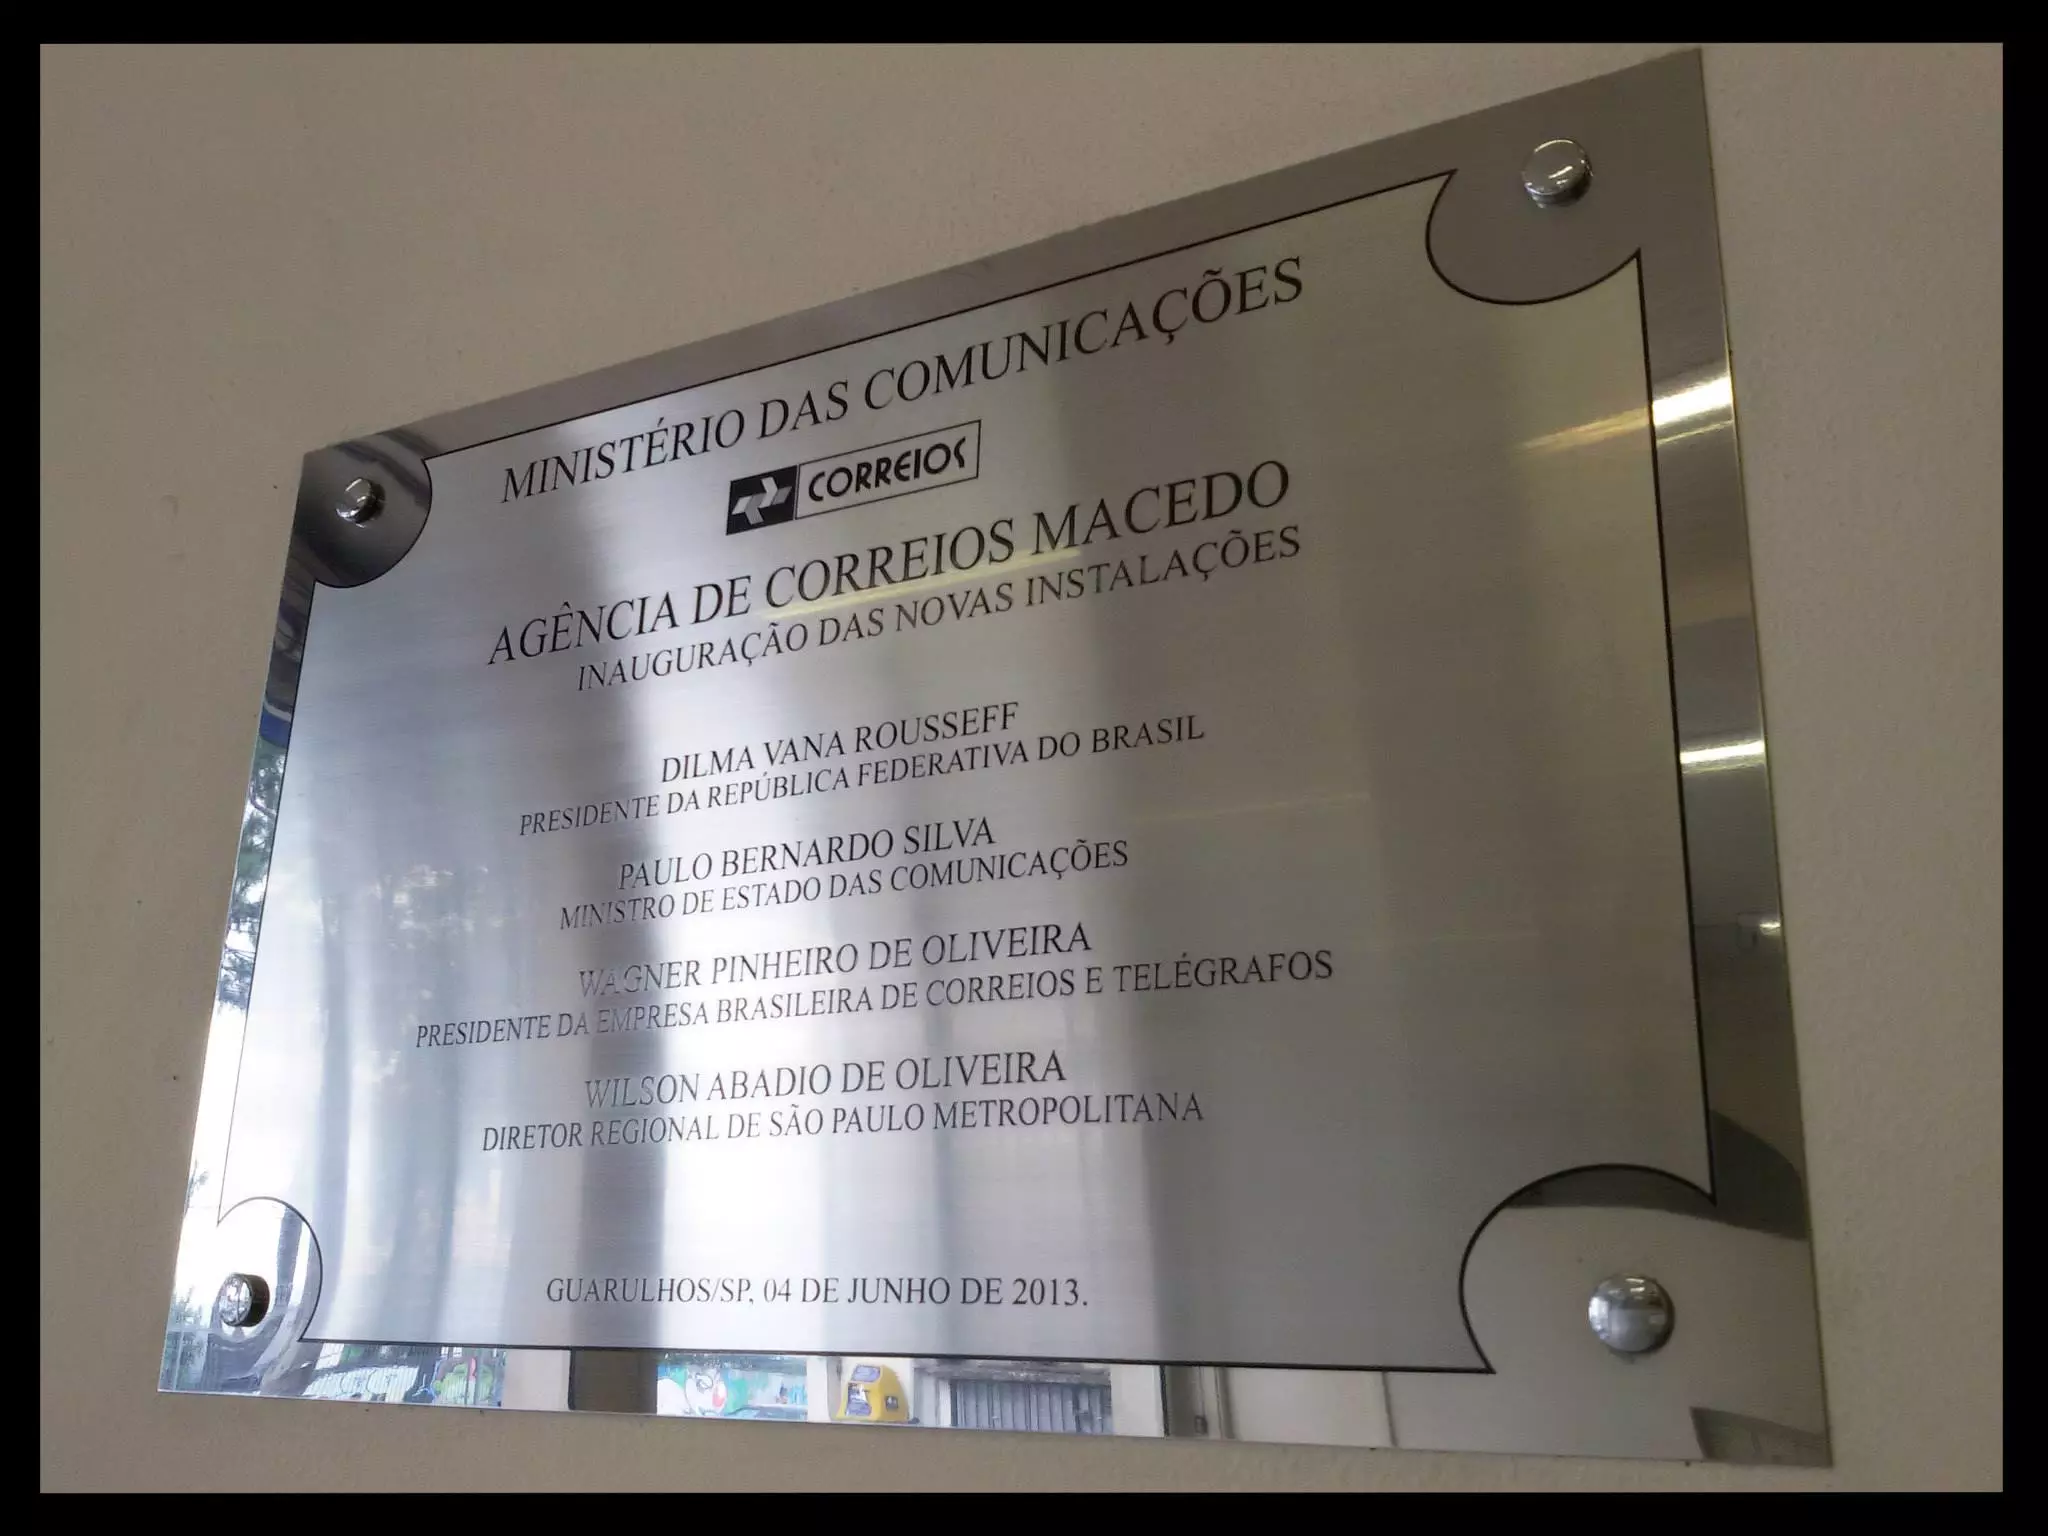 MINISTÉRIO DAS COMUNICAÇÕES
CORREIOS
AGÊNCIA DE CORREIOS MACEDO
INAUGURAÇÃO DAS NOVAS INSTALAÇÕES
DILMA VANA ROUSSEFF
PRESIDENTE DA REPÚBLICA FEDERATIVA DO BRASIL
PAULO BERNARDO SILVA
MINISTRO DE ESTADO DAS COMUNICAÇÕES
WAGNER PINHEIRO DE OLIVEIRA
PRESIDENTE DA EMPRESA BRASILEIRA DE CORREIOS E TELÉGRAFOS
WILSON ABADIO DE OLIVEIRA
DIRETOR REGIONAL DE SÃO PAULO METROPOLITANA
GUARULHOS/SP, 04 DE JUNHO DE 2013.